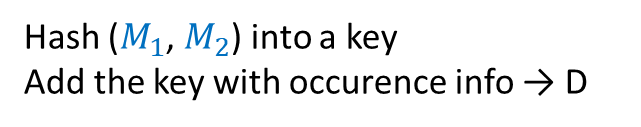 Hash (M₁, M₂) into a key
Add the key with occurence info → D